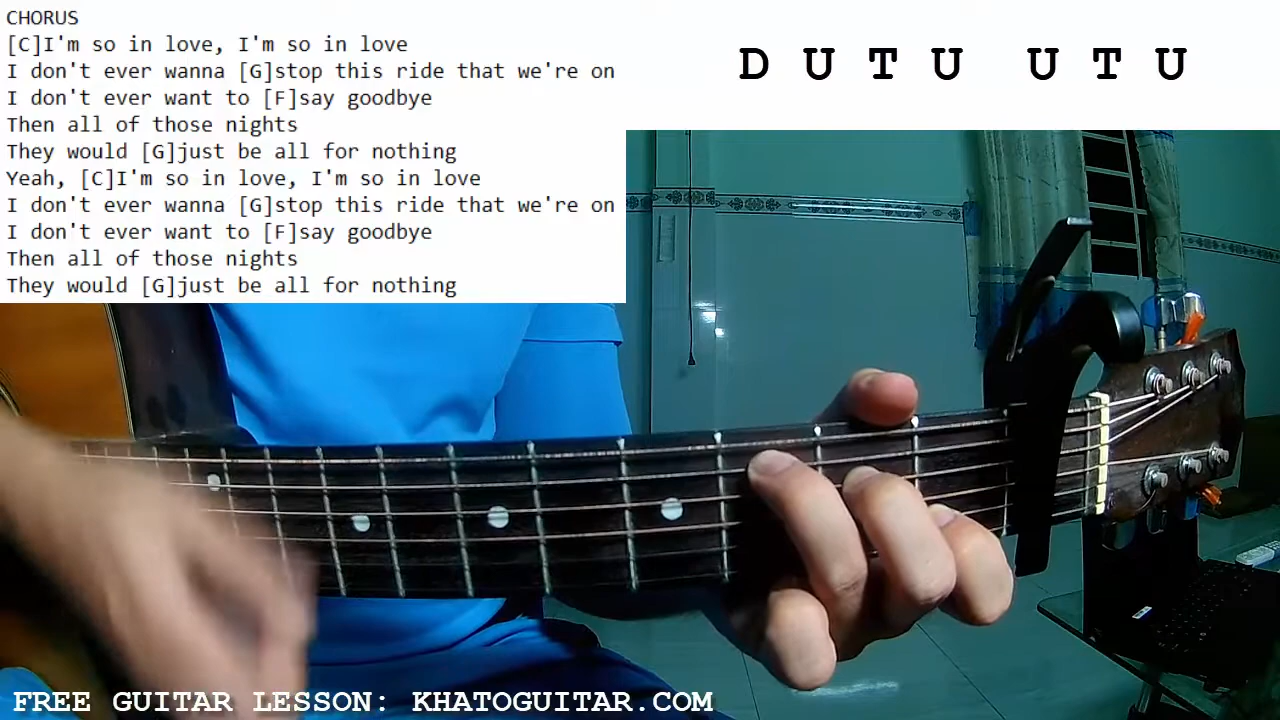 CHORUS
[C]I'm so in love, I'm so in love
I don't ever wanna [G]stop this ride that we're on
I don't ever want to [F]say goodbye
Then all of those nights
They would [G]just be all for nothing
Yeah, [C]I'm so in love, I'm so in love
I don't ever wanna [G]stop this ride that we're on
I don't ever want to [F]say goodbye
Then all of those nights
They would [G]just be all for nothing
D U T U U T U
FREE GUITAR LESSON: KHATOGUITAR.COM